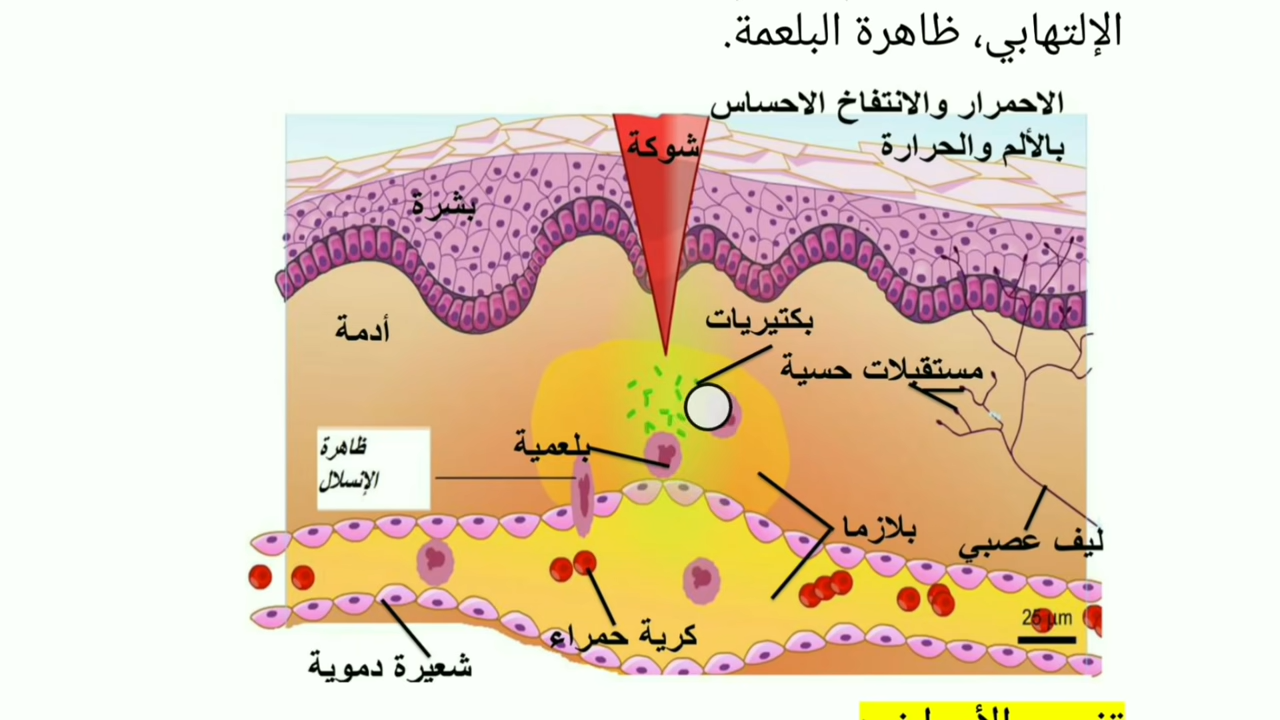 الإلتهابي، ظاهرة البلعمة.
الاحمرار والانتفاخ الاحساس
بالألم والحرارة
شوكة
بشرة
أدمة
بكتيريات
مستقبلات حسية
بلعمية
ظاهرة
الإنسلال
بلازما
ليف عصبي
25 µm
كرية حمراء
شعيرة دموية